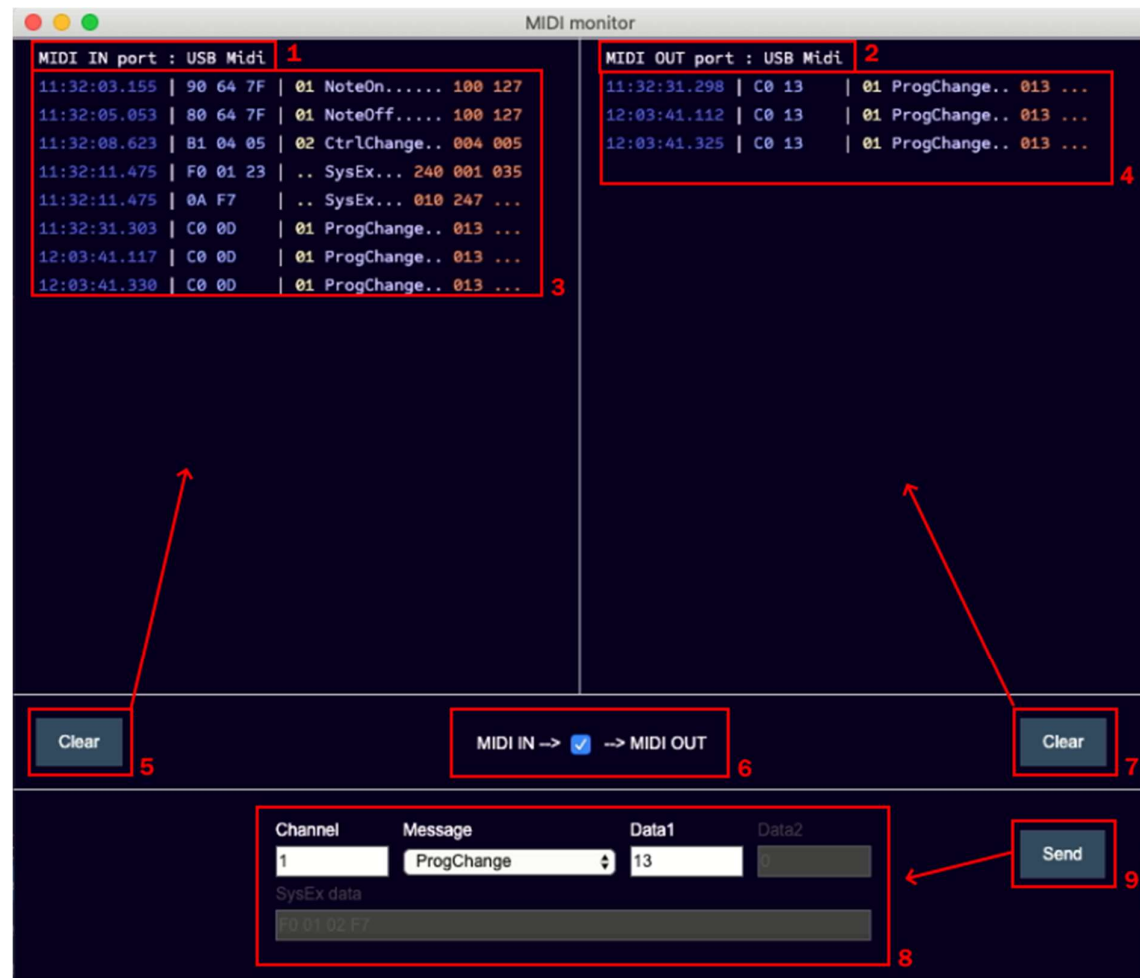 MIDI monitor
MIDI IN port : USB Midi 1
11:32:03.155 | 90 64 7F | 01 NoteOn...... 100 127
11:32:05.053 | 80 64 7F | 01 NoteOff..... 100 127
11:32:08.623 | B1 04 05 | 02 CtrlChange.. 004 005
11:32:11.475 | F0 01 23 | .. SysEx... 240 001 035
11:32:11.475 | 0A F7 | .. SysEx... 010 247 ...
11:32:31.303 | C0 0D | 01 ProgChange.. 013 ...
12:03:41.117 | C0 0D | 01 ProgChange.. 013 ...
12:03:41.330 | C0 0D | 01 ProgChange.. 013 ...
3
MIDI OUT port : USB Midi 2
11:32:31.298 | C0 13 | 01 ProgChange.. 013 ...
12:03:41.112 | C0 13 | 01 ProgChange.. 013 ...
12:03:41.325 | C0 13 | 01 ProgChange.. 013 ...
4
Clear
5
MIDI IN --> --> MIDI OUT
6
Clear
7
Channel Message Data1 Data2
1 ProgChange 13 0
SysEx data
F0 01 02 F7
8
Send
9